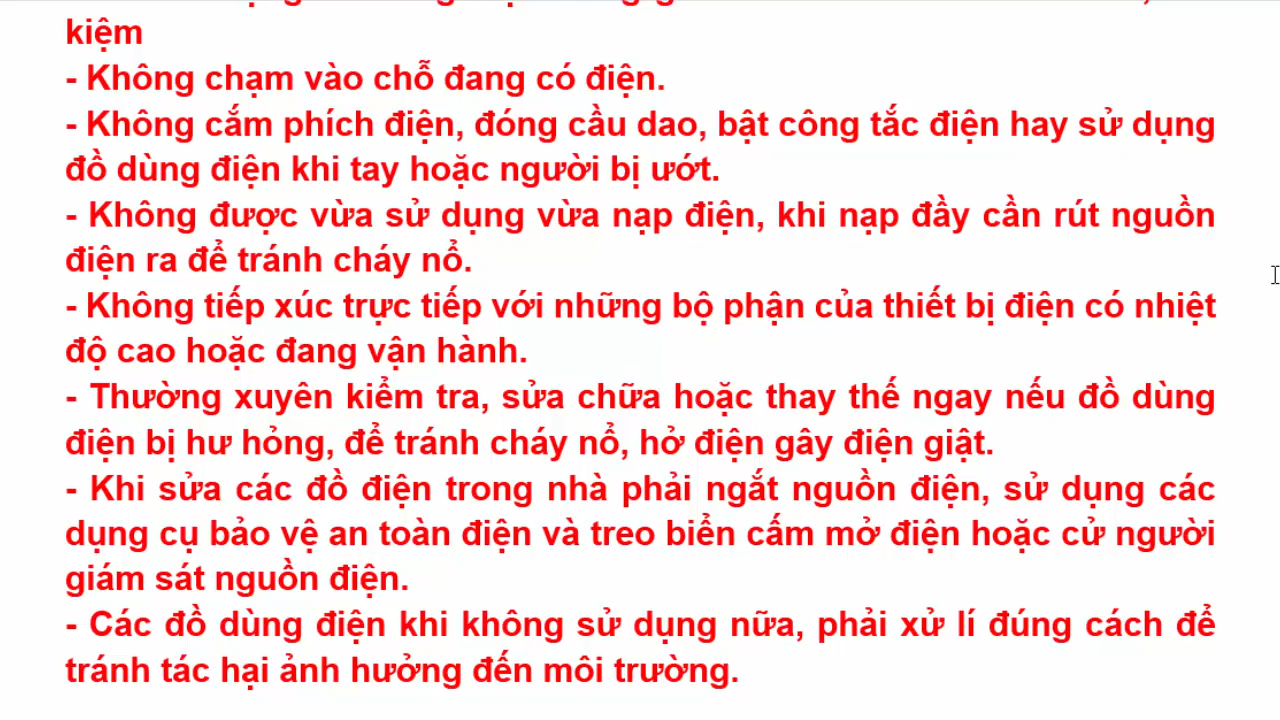 kiệm
- Không chạm vào chỗ đang có điện.
- Không cắm phích điện, đóng cầu dao, bật công tắc điện hay sử dụng
đồ dùng điện khi tay hoặc người bị ướt.
- Không được vừa sử dụng vừa nạp điện, khi nạp đầy cần rút nguồn
điện ra để tránh cháy nổ.
- Không tiếp xúc trực tiếp với những bộ phận của thiết bị điện có nhiệt
độ cao hoặc đang vận hành.
- Thường xuyên kiểm tra, sửa chữa hoặc thay thế ngay nếu đồ dùng
điện bị hư hỏng, để tránh cháy nổ, hở điện gây điện giật.
- Khi sửa các đồ điện trong nhà phải ngắt nguồn điện, sử dụng các
dụng cụ bảo vệ an toàn điện và treo biển cấm mở điện hoặc cử người
giám sát nguồn điện.
- Các đồ dùng điện khi không sử dụng nữa, phải xử lí đúng cách để
tránh tác hại ảnh hưởng đến môi trường.